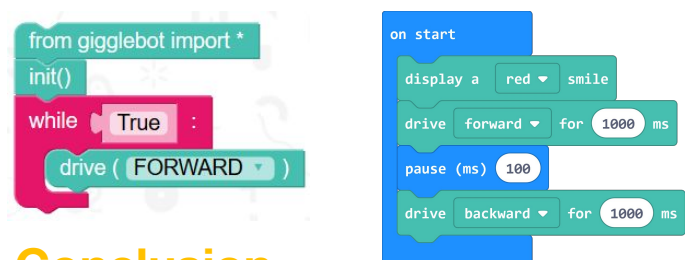 from gigglebot import *
init()
while True :
drive ( FORWARD )
on start
display a red smile
drive forward for 1000 ms
pause (ms) 100
drive backward for 1000 ms
Conclusion